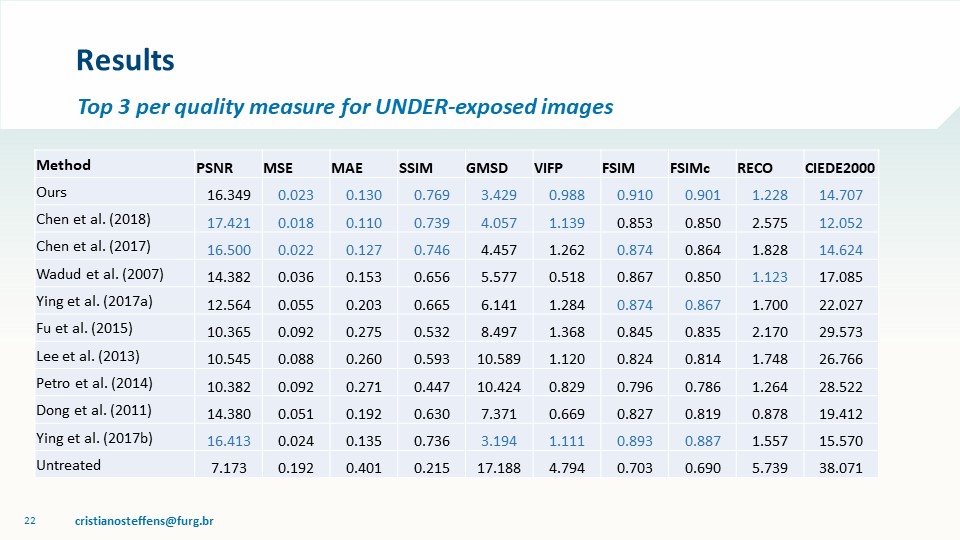 Results
Top 3 per quality measure for UNDER-exposed images
Method PSNR MSE MAE SSIM GMSD VIFP FSIM FSIMc RECO CIEDE2000
Ours 16.349 0.023 0.130 0.769 3.429 0.988 0.910 0.901 1.228 14.707
Chen et al. (2018) 17.421 0.018 0.110 0.739 4.057 1.139 0.853 0.850 2.575 12.052
Chen et al. (2017) 16.500 0.022 0.127 0.746 4.457 1.262 0.874 0.864 1.828 14.624
Wadud et al. (2007) 14.382 0.036 0.153 0.656 5.577 0.518 0.867 0.850 1.123 17.085
Ying et al. (2017a) 12.564 0.055 0.203 0.665 6.141 1.284 0.874 0.867 1.700 22.027
Fu et al. (2015) 10.365 0.092 0.275 0.532 8.497 1.368 0.845 0.835 2.170 29.573
Lee et al. (2013) 10.545 0.088 0.260 0.593 10.589 1.120 0.824 0.814 1.748 26.766
Petro et al. (2014) 10.382 0.092 0.271 0.447 10.424 0.829 0.796 0.786 1.264 28.522
Dong et al. (2011) 14.380 0.051 0.192 0.630 7.371 0.669 0.827 0.819 0.878 19.412
Ying et al. (2017b) 16.413 0.024 0.135 0.736 3.194 1.111 0.893 0.887 1.557 15.570
Untreated 7.173 0.192 0.401 0.215 17.188 4.794 0.703 0.690 5.739 38.071
22 cristianosteffens@furg.br